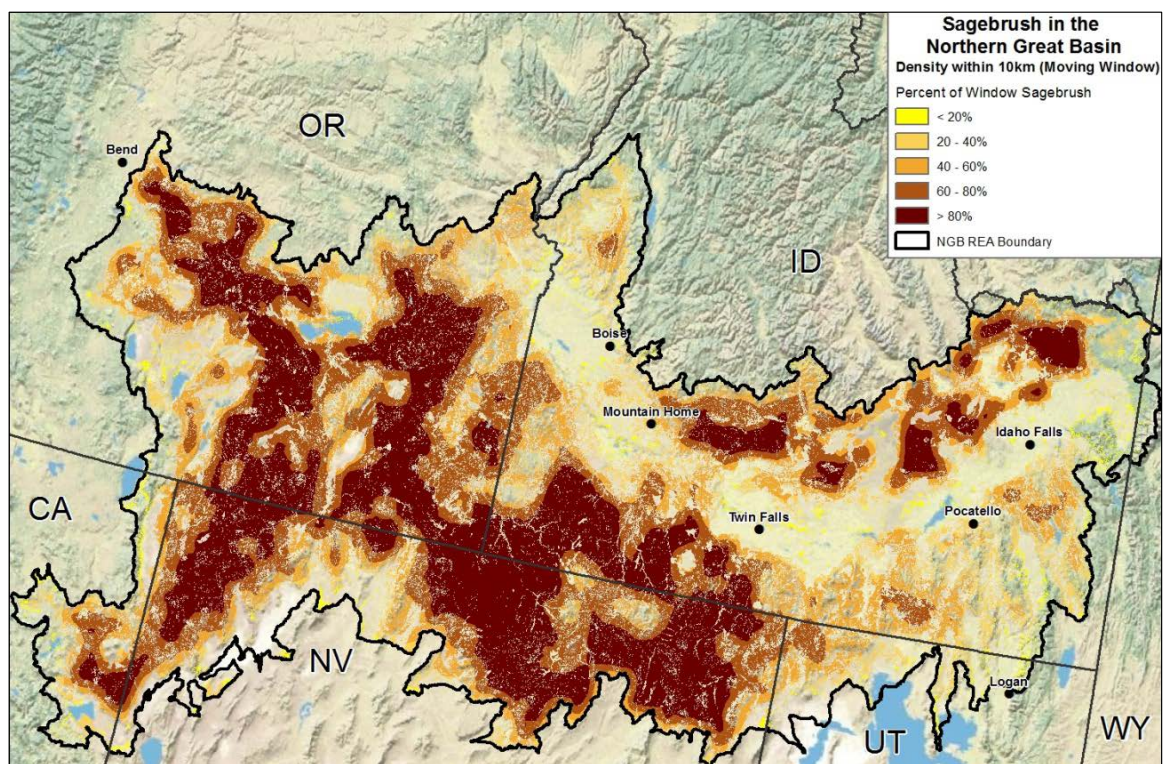 Sagebrush in the
Northern Great Basin
Density within 10km (Moving Window)
Percent of Window Sagebrush
< 20%
20 - 40%
40 - 60%
60 - 80%
> 80%
NGB REA Boundary
OR
Bend
ID
Boise
Mountain Home
Idaho Falls
CA
Twin Falls
Pocatello
NV
Logan
UT
WY